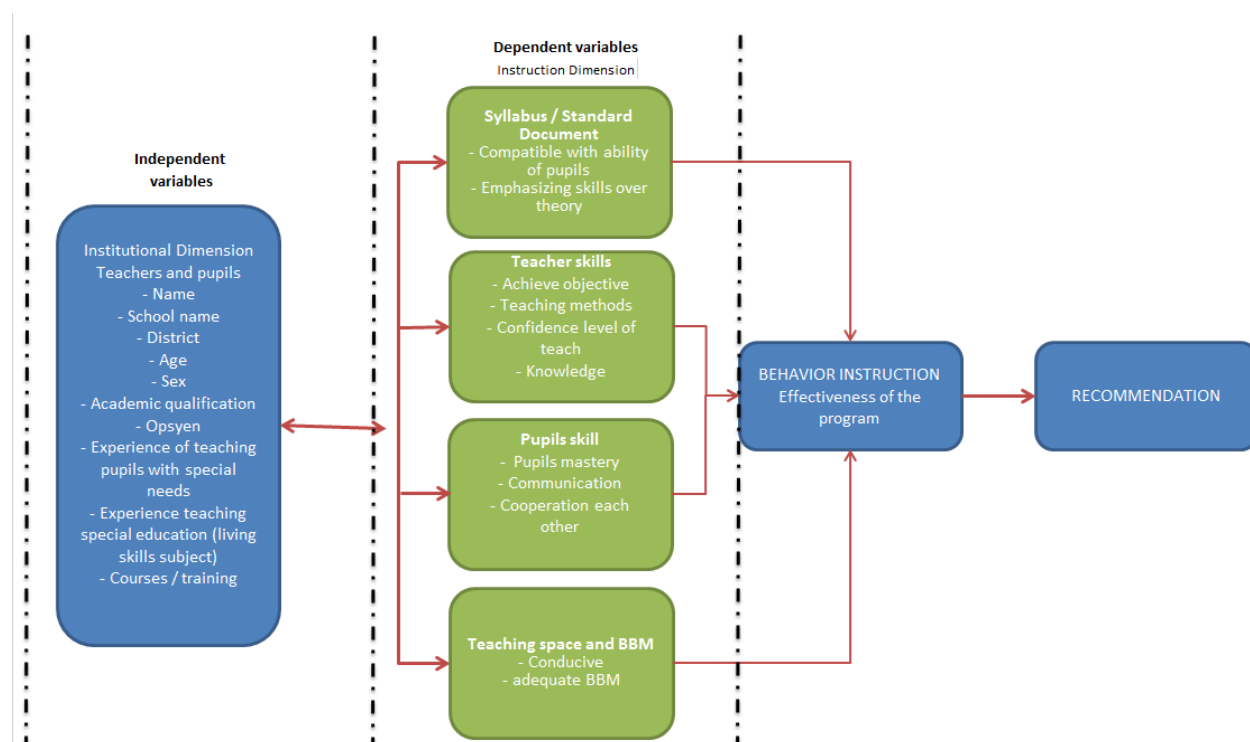 Independent
variables
Institutional Dimension
Teachers and pupils
- Name
- School name
- District
- Age
- Sex
- Academic qualification
- Opsyen
- Experience of teaching
pupils with special
needs
- Experience teaching
special education (living
skills subject)
- Courses / training
Dependent variables
Instruction Dimension
Syllabus / Standard
Document
- Compatible with ability
of pupils
- Emphasizing skills over
theory
Teacher skills
- Achieve objective
- Teaching methods
- Confidence level of
teach
- Knowledge
Pupils skill
- Pupils mastery
- Communication
- Cooperation each
other
Teaching space and BBM
- Conducive
- adequate BBM
BEHAVIOR INSTRUCTION
Effectiveness of the
program
RECOMMENDATION